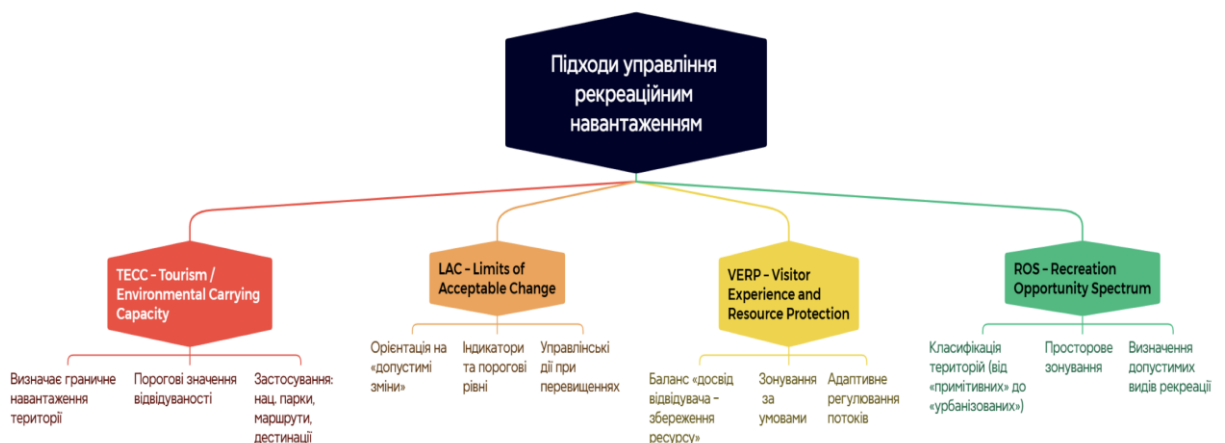 Підходи управління
рекреаційним
навантаженням
TECC – Tourism /
Environmental Carrying
Capacity
Визначає граничне
навантаження
території
Порогові значення
відвідуваності
Застосування:
нац. парки,
маршрути,
дестинації
LAC – Limits of
Acceptable Change
Орієнтація на
«допустимі
зміни»
Індикатори
та порогові
рівні
Управлінські
дії при
перевищеннях
VERP – Visitor
Experience and
Resource Protection
Баланс «досвід
відвідувача –
збереження
ресурсу»
Зонування
за
умовами
Адаптивне
регулювання
потоків
ROS – Recreation
Opportunity Spectrum
Класифікація
територій (від
«примітивних» до
«урбанізованих»)
Просторове
зонування
Визначення
допустимих
видів рекреації